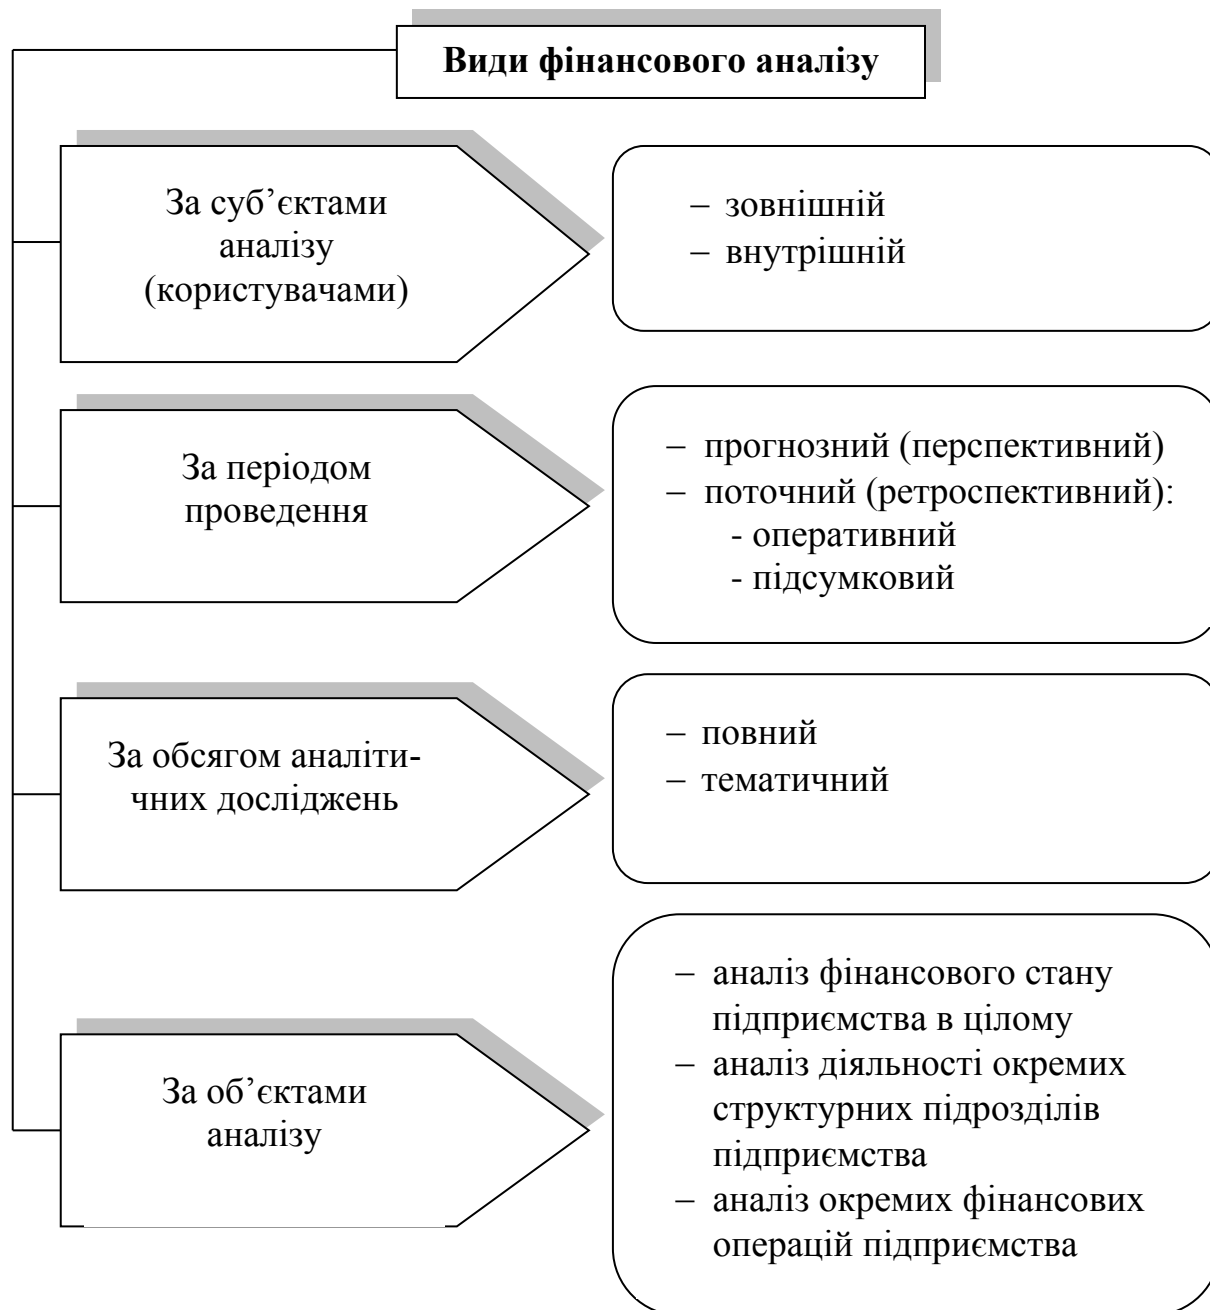 Види фінансового аналізу
За суб’єктами
аналізу
(користувачами)
– зовнішній
– внутрішній
За періодом
проведення
– прогнозний (перспективний)
– поточний (ретроспективний):
- оперативний
- підсумковий
За обсягом аналіти-
чних досліджень
– повний
– тематичний
За об’єктами
аналізу
– аналіз фінансового стану
підприємства в цілому
– аналіз діяльності окремих
структурних підрозділів
підприємства
– аналіз окремих фінансових
операцій підприємства